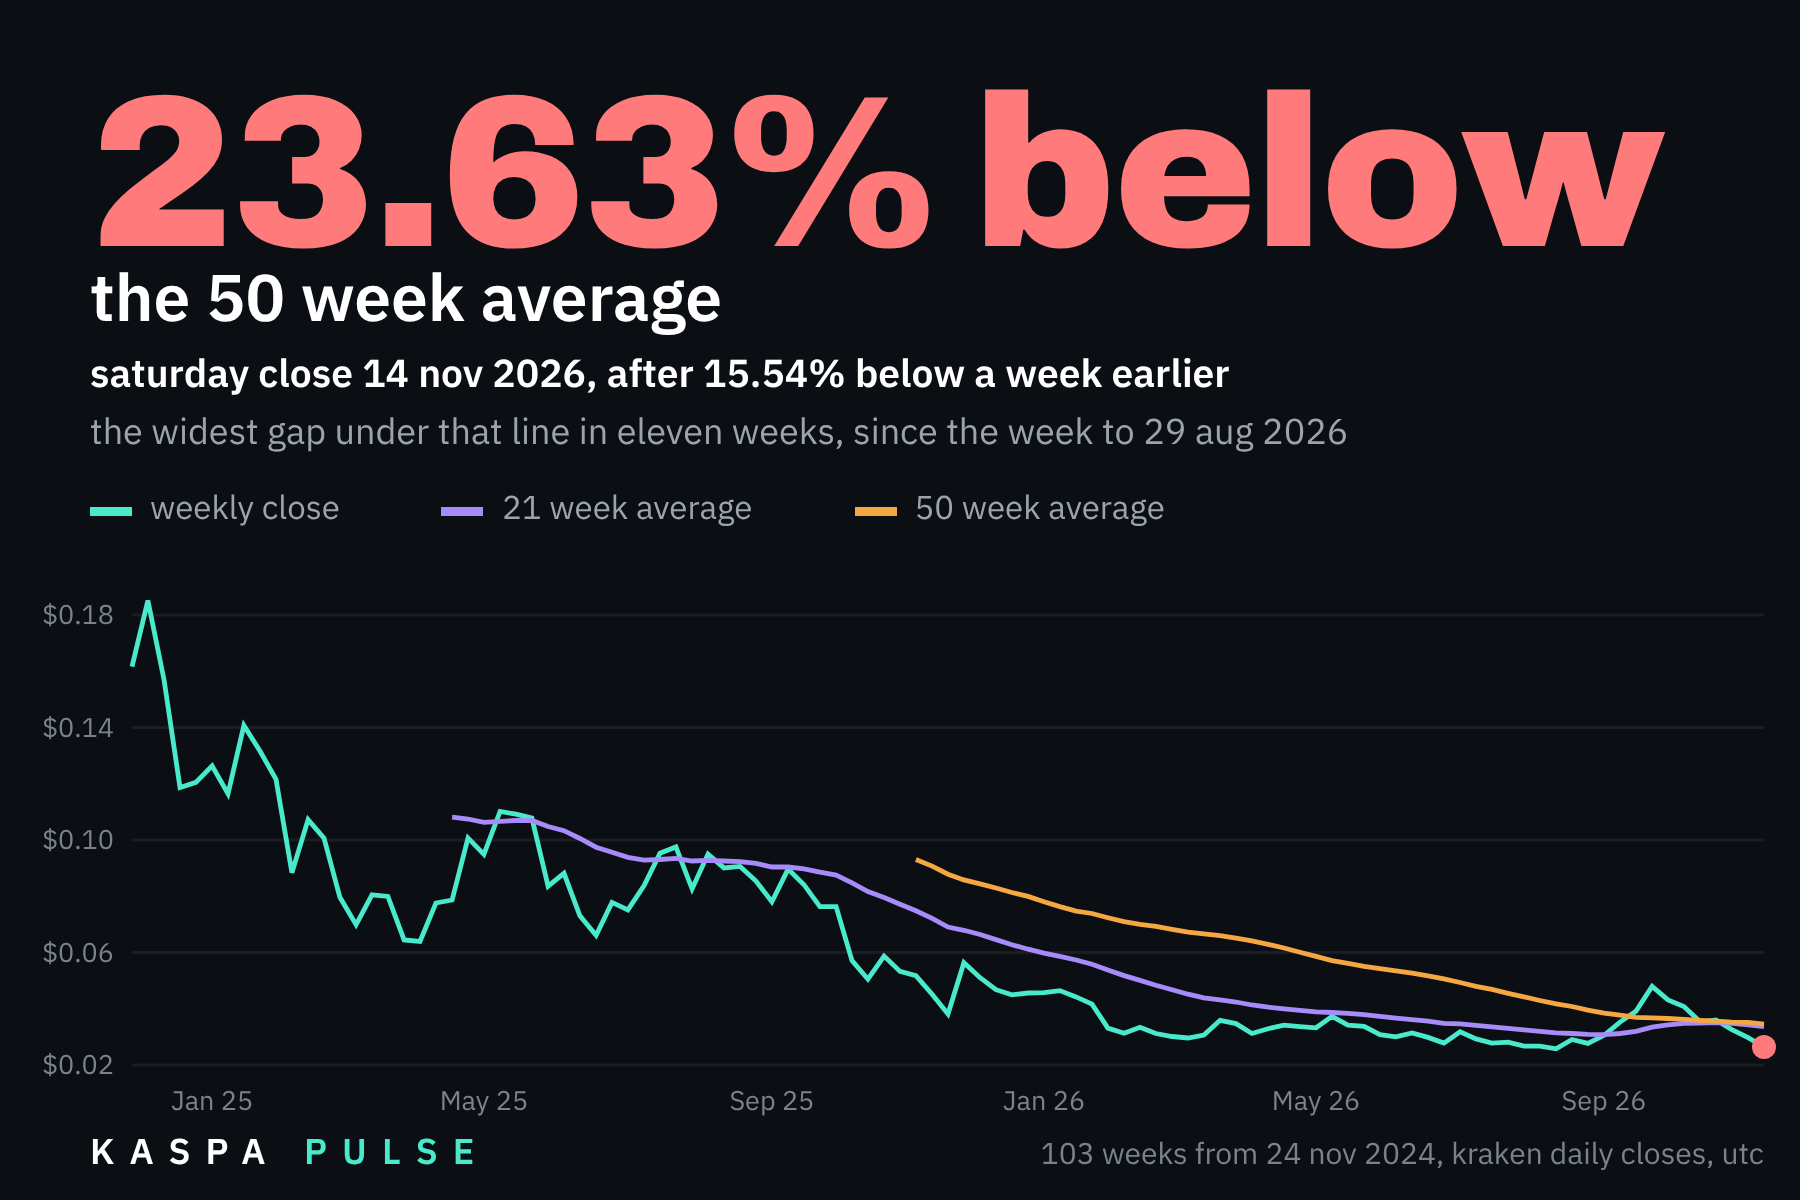 23.63% below
the 50 week average
saturday close 14 nov 2026, after 15.54% below a week earlier
the widest gap under that line in eleven weeks, since the week to 29 aug 2026
weekly close 21 week average 50 week average
$0.18
$0.14
$0.10
$0.06
$0.02
Jan 25 May 25 Sep 25 Jan 26 May 26 Sep 26
KASPA PULSE
103 weeks from 24 nov 2024, kraken daily closes, utc